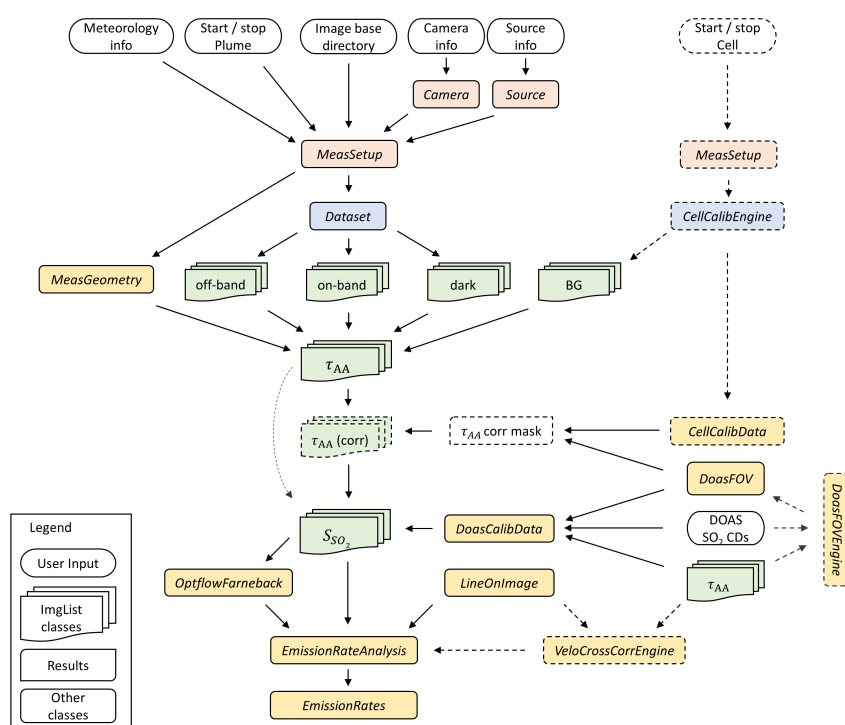 Meteorology
info
Start / stop
Plume
Image base
directory
Camera
info
Source
info
Start / stop
Cell
Camera
Source
MeasSetup
MeasSetup
Dataset
CellCalibEngine
MeasGeometry
off-band
on-band
dark
BG
τAA
τAA (corr)
τAA corr mask
CellCalibData
DoasFOV
DoasFOVEngine
Legend
User Input
ImgList
classes
Results
Other
classes
SSO2
DoasCalibData
DOAS
SO2 CDs
OptflowFarneback
LineOnImage
τAA
EmissionRateAnalysis
VeloCrossCorrEngine
EmissionRates